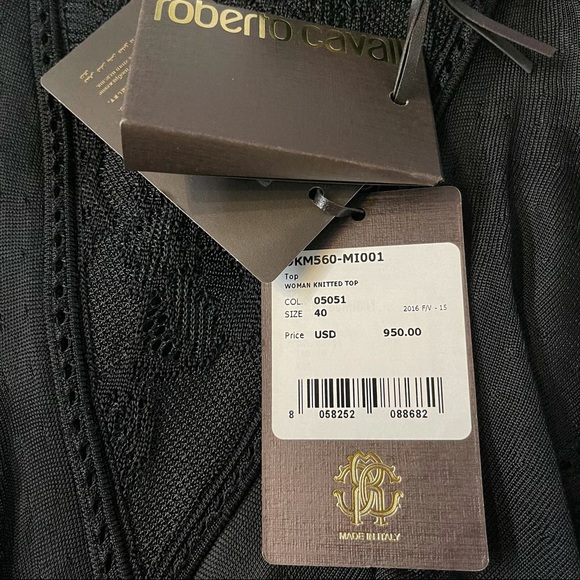 roberto cavall
KM560-MI001
Top
WOMAN KNITTED TOP
COL. 05051
SIZE 40
2016 F/V - 15
Price USD 950.00
8 058252 088682
MADE IN ITALY